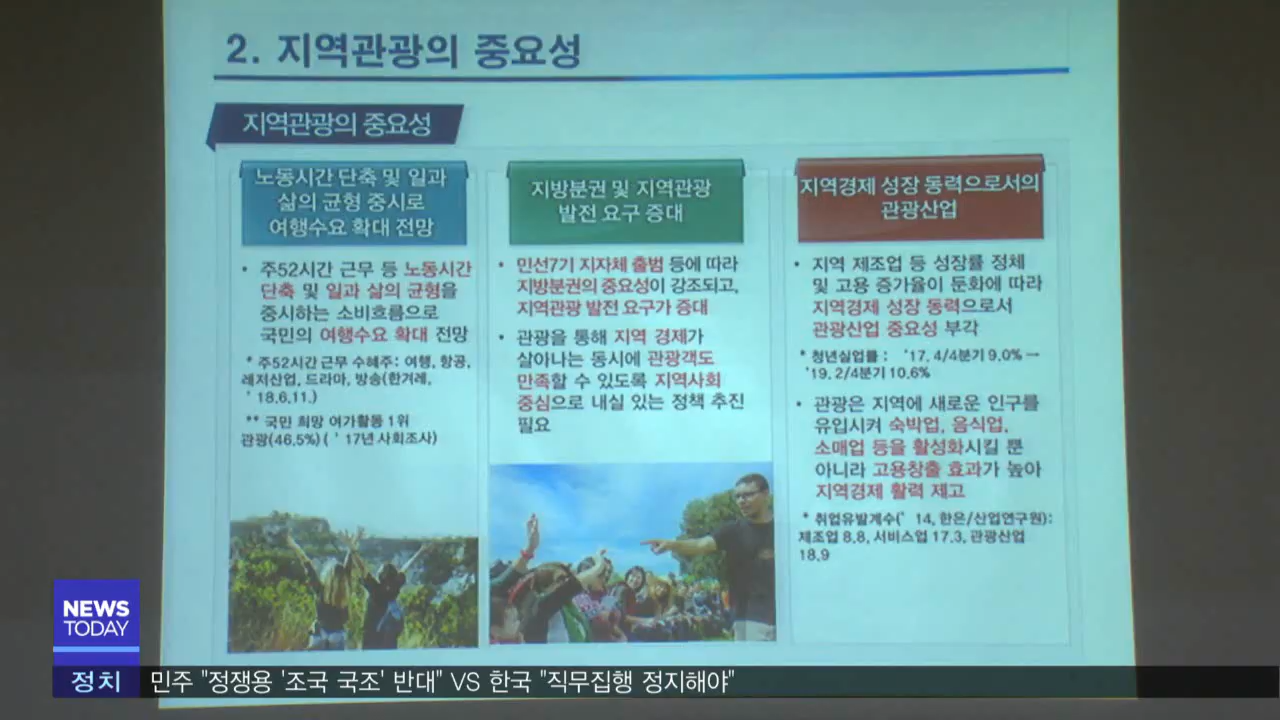 2. 지역관광의 중요성
지역관광의 중요성
노동시간 단축 및 일과
삶의 균형 중시로
여행수요 확대 전망
• 주52시간 근무 등 노동시간
단축 및 일과 삶의 균형을
중시하는 소비흐름으로
국민의 여행수요 확대 전망
* 주52시간 근무 수혜주: 여행, 항공,
레저산업, 드라마, 방송(한겨레,
'18.6.11.)
** 국민 희망 여가활동 1위
관광(46.5%) ('17년 사회조사)
지방분권 및 지역관광
발전 요구 증대
• 민선7기 지자체 출범 등에 따라
지방분권의 중요성이 강조되고,
지역관광 발전 요구가 증대
• 관광을 통해 지역 경제가
살아나는 동시에 관광객도
만족할 수 있도록 지역사회
중심으로 내실 있는 정책 추진
필요
지역경제 성장 동력으로서의
관광산업
• 지역 제조업 등 성장률 정체
및 고용 증가율이 둔화에 따라
지역경제 성장 동력으로서
관광산업 중요성 부각
* 청년실업률 : '17. 4/4분기 9.0% →
'19. 2/4분기 10.6%
• 관광은 지역에 새로운 인구를
유입시켜 숙박업, 음식업,
소매업 등을 활성화시킬 뿐
아니라 고용창출 효과가 높아
지역경제 활력 제고
* 취업유발계수('14, 한은/산업연구원):
제조업 8.8, 서비스업 17.3, 관광산업
18.9
NEWS
TODAY
정치 민주 "정쟁용 '조국 국조' 반대" VS 한국 "직무집행 정지해야"